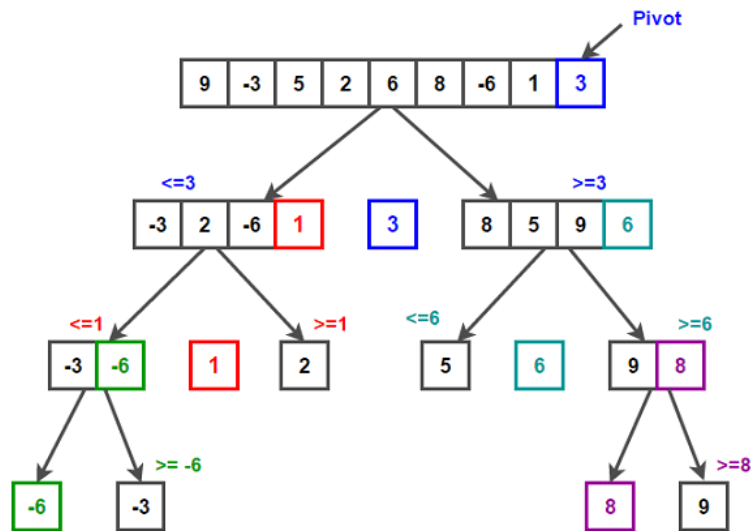 Pivot
9 -3 5 2 6 8 -6 1 3
<=3 >=3
-3 2 -6 1 3 8 5 9 6
<=1 >=1 <=6 >=6
-3 -6 1 2 5 6 9 8
>= -6 >=8
-6 -3 8 9